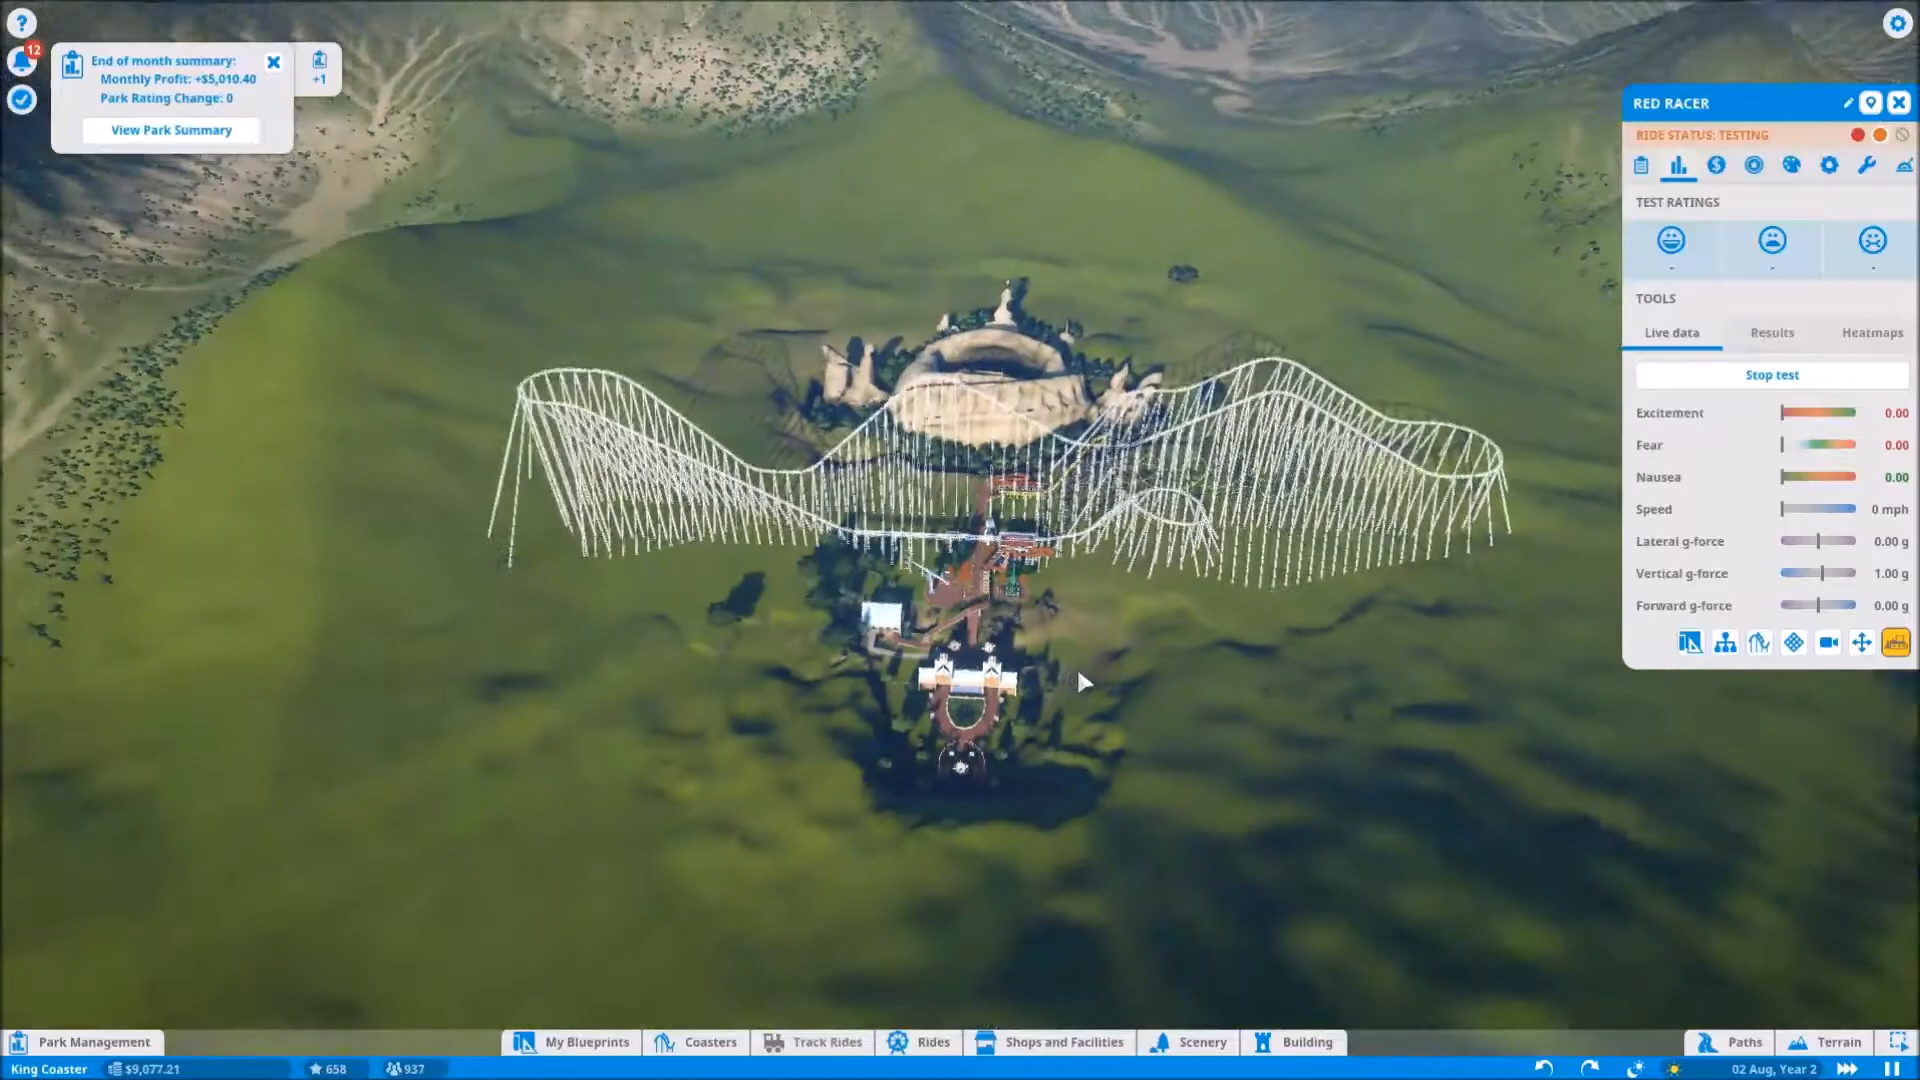 ?
12
End of month summary:
Monthly Profit: +$5,010.40
Park Rating Change: 0
View Park Summary
+1
RED RACER
RIDE STATUS: TESTING
TEST RATINGS
- - -
TOOLS
Live data Results Heatmaps
Stop test
Excitement 0.00
Fear 0.00
Nausea 0.00
Speed 0 mph
Lateral g-force 0.00 g
Vertical g-force 1.00 g
Forward g-force 0.00 g
Park Management My Blueprints Coasters Track Rides Rides Shops and Facilities Scenery Building Paths Terrain
King Coaster $9,077.21 658 937 02 Aug, Year 2